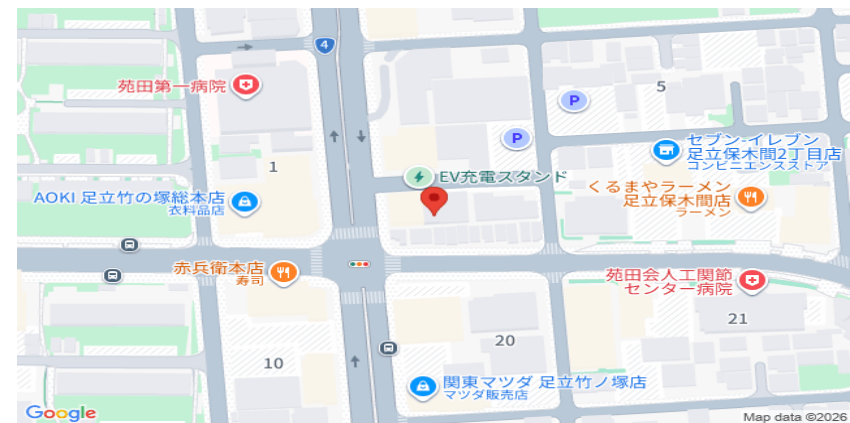 4
苑田第一病院
5
P
P
セブン-イレブン
足立保木間2丁目店
コンビニエンスストア
1
EV充電スタンド
くるまやラーメン
足立保木間店
ラーメン
AOKI 足立竹の塚総本店
衣料品店
赤兵衛本店
寿司
苑田会人工関節
センター病院
21
20
10
関東マツダ 足立竹ノ塚店
マツダ販売店
Google
Map data ©2026